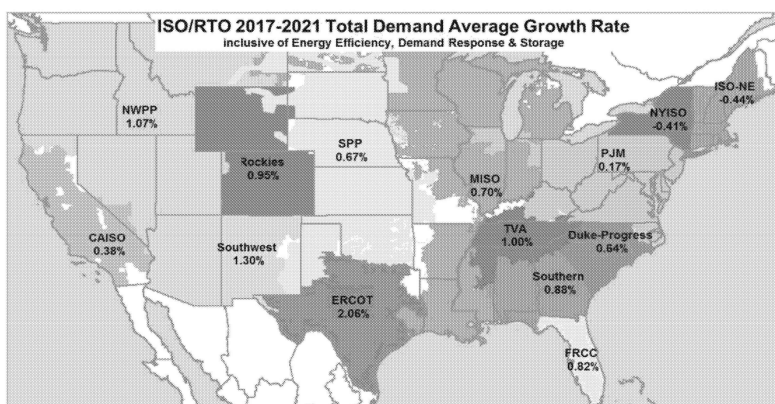 ISO/RTO 2017-2021 Total Demand Average Growth Rate
inclusive of Energy Efficiency, Demand Response & Storage
ISO-NE
-0.44%
NWPP
1.07%
NYISO
-0.41%
SPP
0.67%
PJM
0.17%
Rockies
0.95%
MISO
0.70%
CAISO
0.38%
Southwest
1.30%
TVA
1.00%
Duke-Progress
0.64%
Southern
0.88%
ERCOT
2.06%
FRCC
0.82%